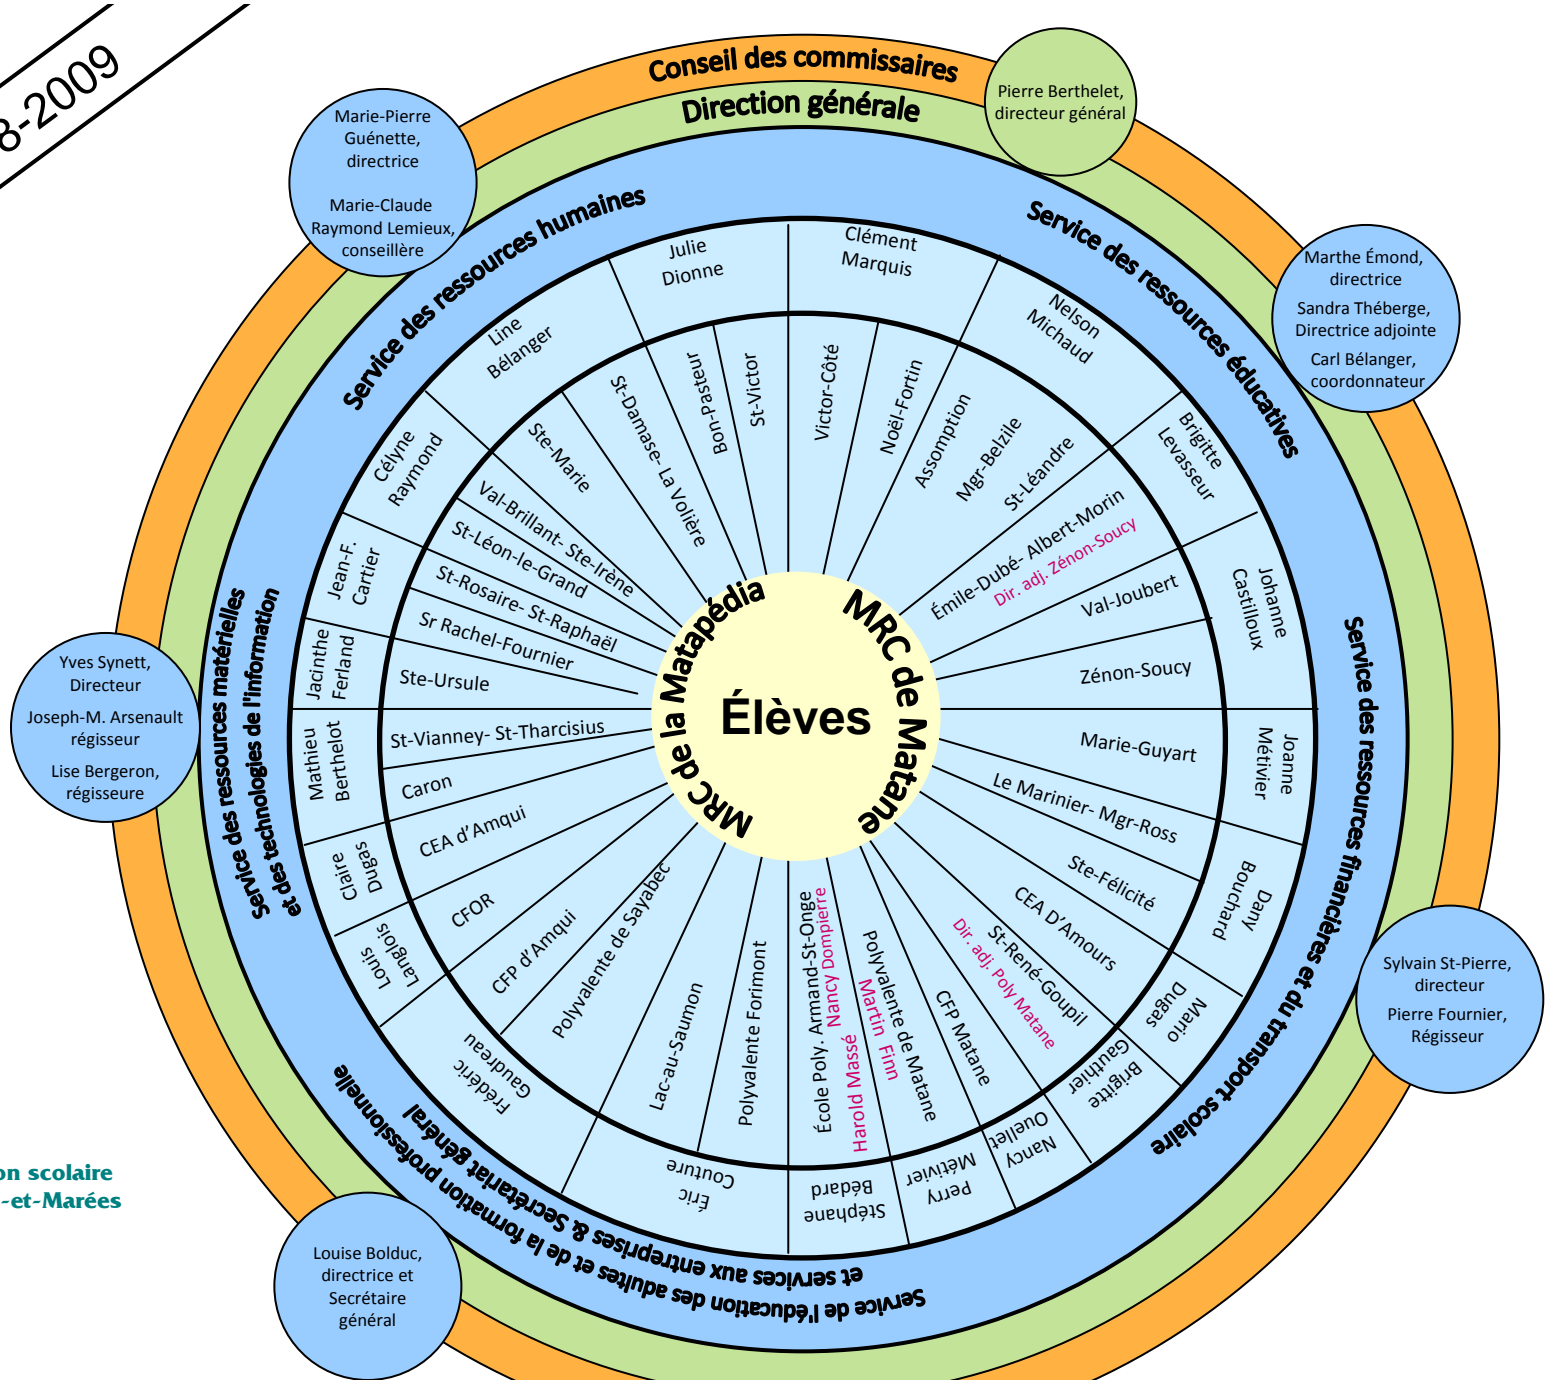 8-2009
Conseil des commissaires
Direction générale
Pierre Berthelet,
directeur général
Marie-Pierre
Guénette,
directrice
Marie-Claude
Raymond Lemieux,
conseillère
Service des ressources humaines
Service des ressources éducatives
Marthe Émond,
directrice
Sandra Théberge,
Directrice adjointe
Carl Bélanger,
coordonnateur
Service des ressources financières et du transport scolaire
Sylvain St-Pierre,
directeur
Pierre Fournier,
Régisseur
Service de l'éducation des adultes et de la formation professionnelle
et services aux entreprises & Secrétariat général
Louise Bolduc,
directrice et
Secrétaire
général
Service des ressources matérielles
et des technologies de l'information
Yves Synett,
Directeur
Joseph-M. Arsenault
régisseur
Lise Bergeron,
régisseure
Julie
Dionne
Clément
Marquis
Nelson
Michaud
Brigitte
Levasseur
Johanne
Castilloux
Joanne
Métivier
Dany
Bouchard
Mario
Dugas
Brigitte
Gauthier
Nancy
Ouellet
Perry
Métivier
Stéphane
Bédard
Éric
Couture
Frédéric
Gaudreau
Louis
Langlois
Claire
Dugas
Mathieu
Berthelot
Jacinthe
Ferland
Jean-F.
Cartier
Célyne
Raymond
Line
Bélanger
Victor-Côté
Noël-Fortin
Assomption
Mgr-Belzile
St-Léandre
Émile-Dubé- Albert-Morin
Dir. adj. Zénon-Soucy
Val-Joubert
Zénon-Soucy
Marie-Guyart
Le Marinier- Mgr-Ross
Ste-Félicité
CEA D'Amours
St-René-Goupil
Dir. adj. Poly Matane
CFP Matane
Polyvalente de Matane
Martin Finn
École Poly. Armand-St-Onge
Nancy Dompierre
Harold Massé
Polyvalente Forimont
Lac-au-Saumon
Polyvalente de Sayabec
CFP d'Amqui
CFOR
CEA d’Amqui
Caron
St-Vianney- St-Tharcisius
Ste-Ursule
Sr Rachel-Fournier
St-Rosaire- St-Raphaël
St-Léon-le-Grand
Val-Brillant- Ste-Irène
Ste-Marie
St-Damase- La Volière
Bon-Pasteur
St-Victor
MRC de la Matapédia
MRC de Matane
Élèves
on scolaire
-et-Marées